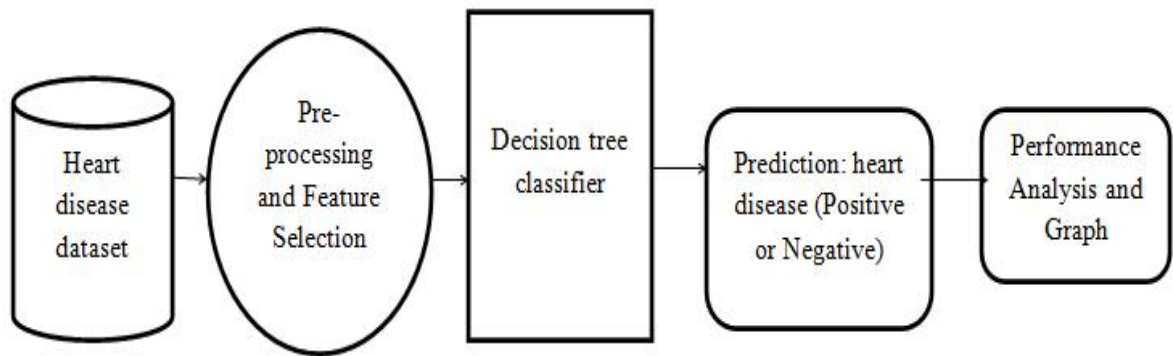 Heart
disease
dataset
Pre-
processing
and Feature
Selection
Decision tree
classifier
Prediction: heart
disease (Positive
or Negative)
Performance
Analysis and
Graph